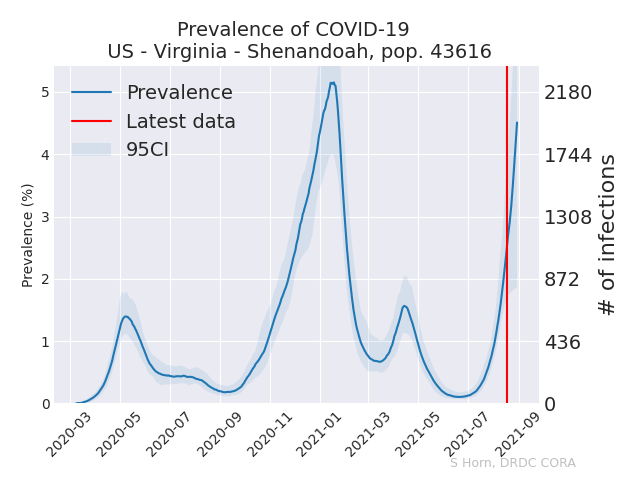 Prevalence of COVID-19
US - Virginia - Shenandoah, pop. 43616
Prevalence
Latest data
95CI
Prevalence (%)
5
4
3
2
1
0
2180
1744
1308
872
436
0
# of infections
2020-03
2020-05
2020-07
2020-09
2020-11
2021-01
2021-03
2021-05
2021-07
2021-09
S Horn, DRDC CORA